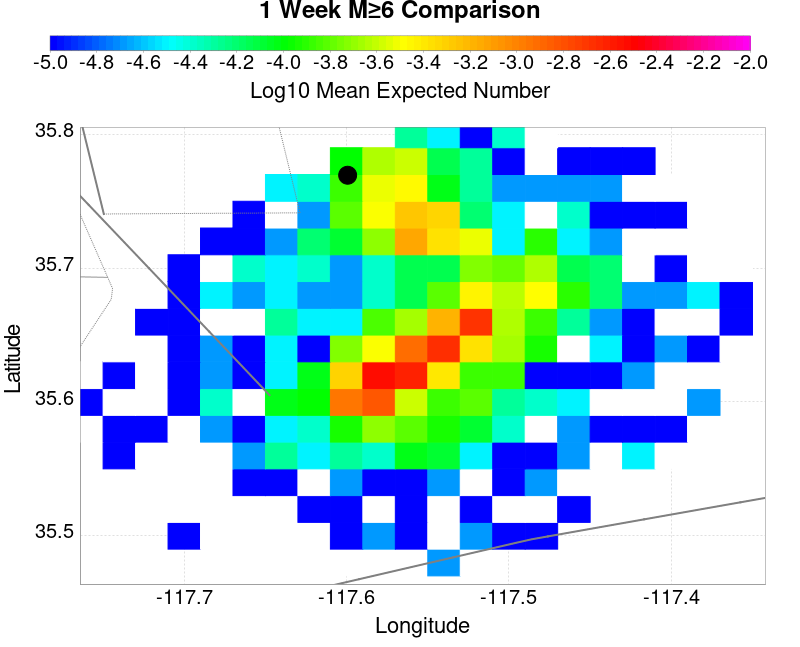 1 Week M≥6 Comparison
-5.0 -4.8 -4.6 -4.4 -4.2 -4.0 -3.8 -3.6 -3.4 -3.2 -3.0 -2.8 -2.6 -2.4 -2.2 -2.0
Log10 Mean Expected Number
35.8
35.7
Latitude
35.6
35.5
-117.7 -117.6 -117.5 -117.4
Longitude